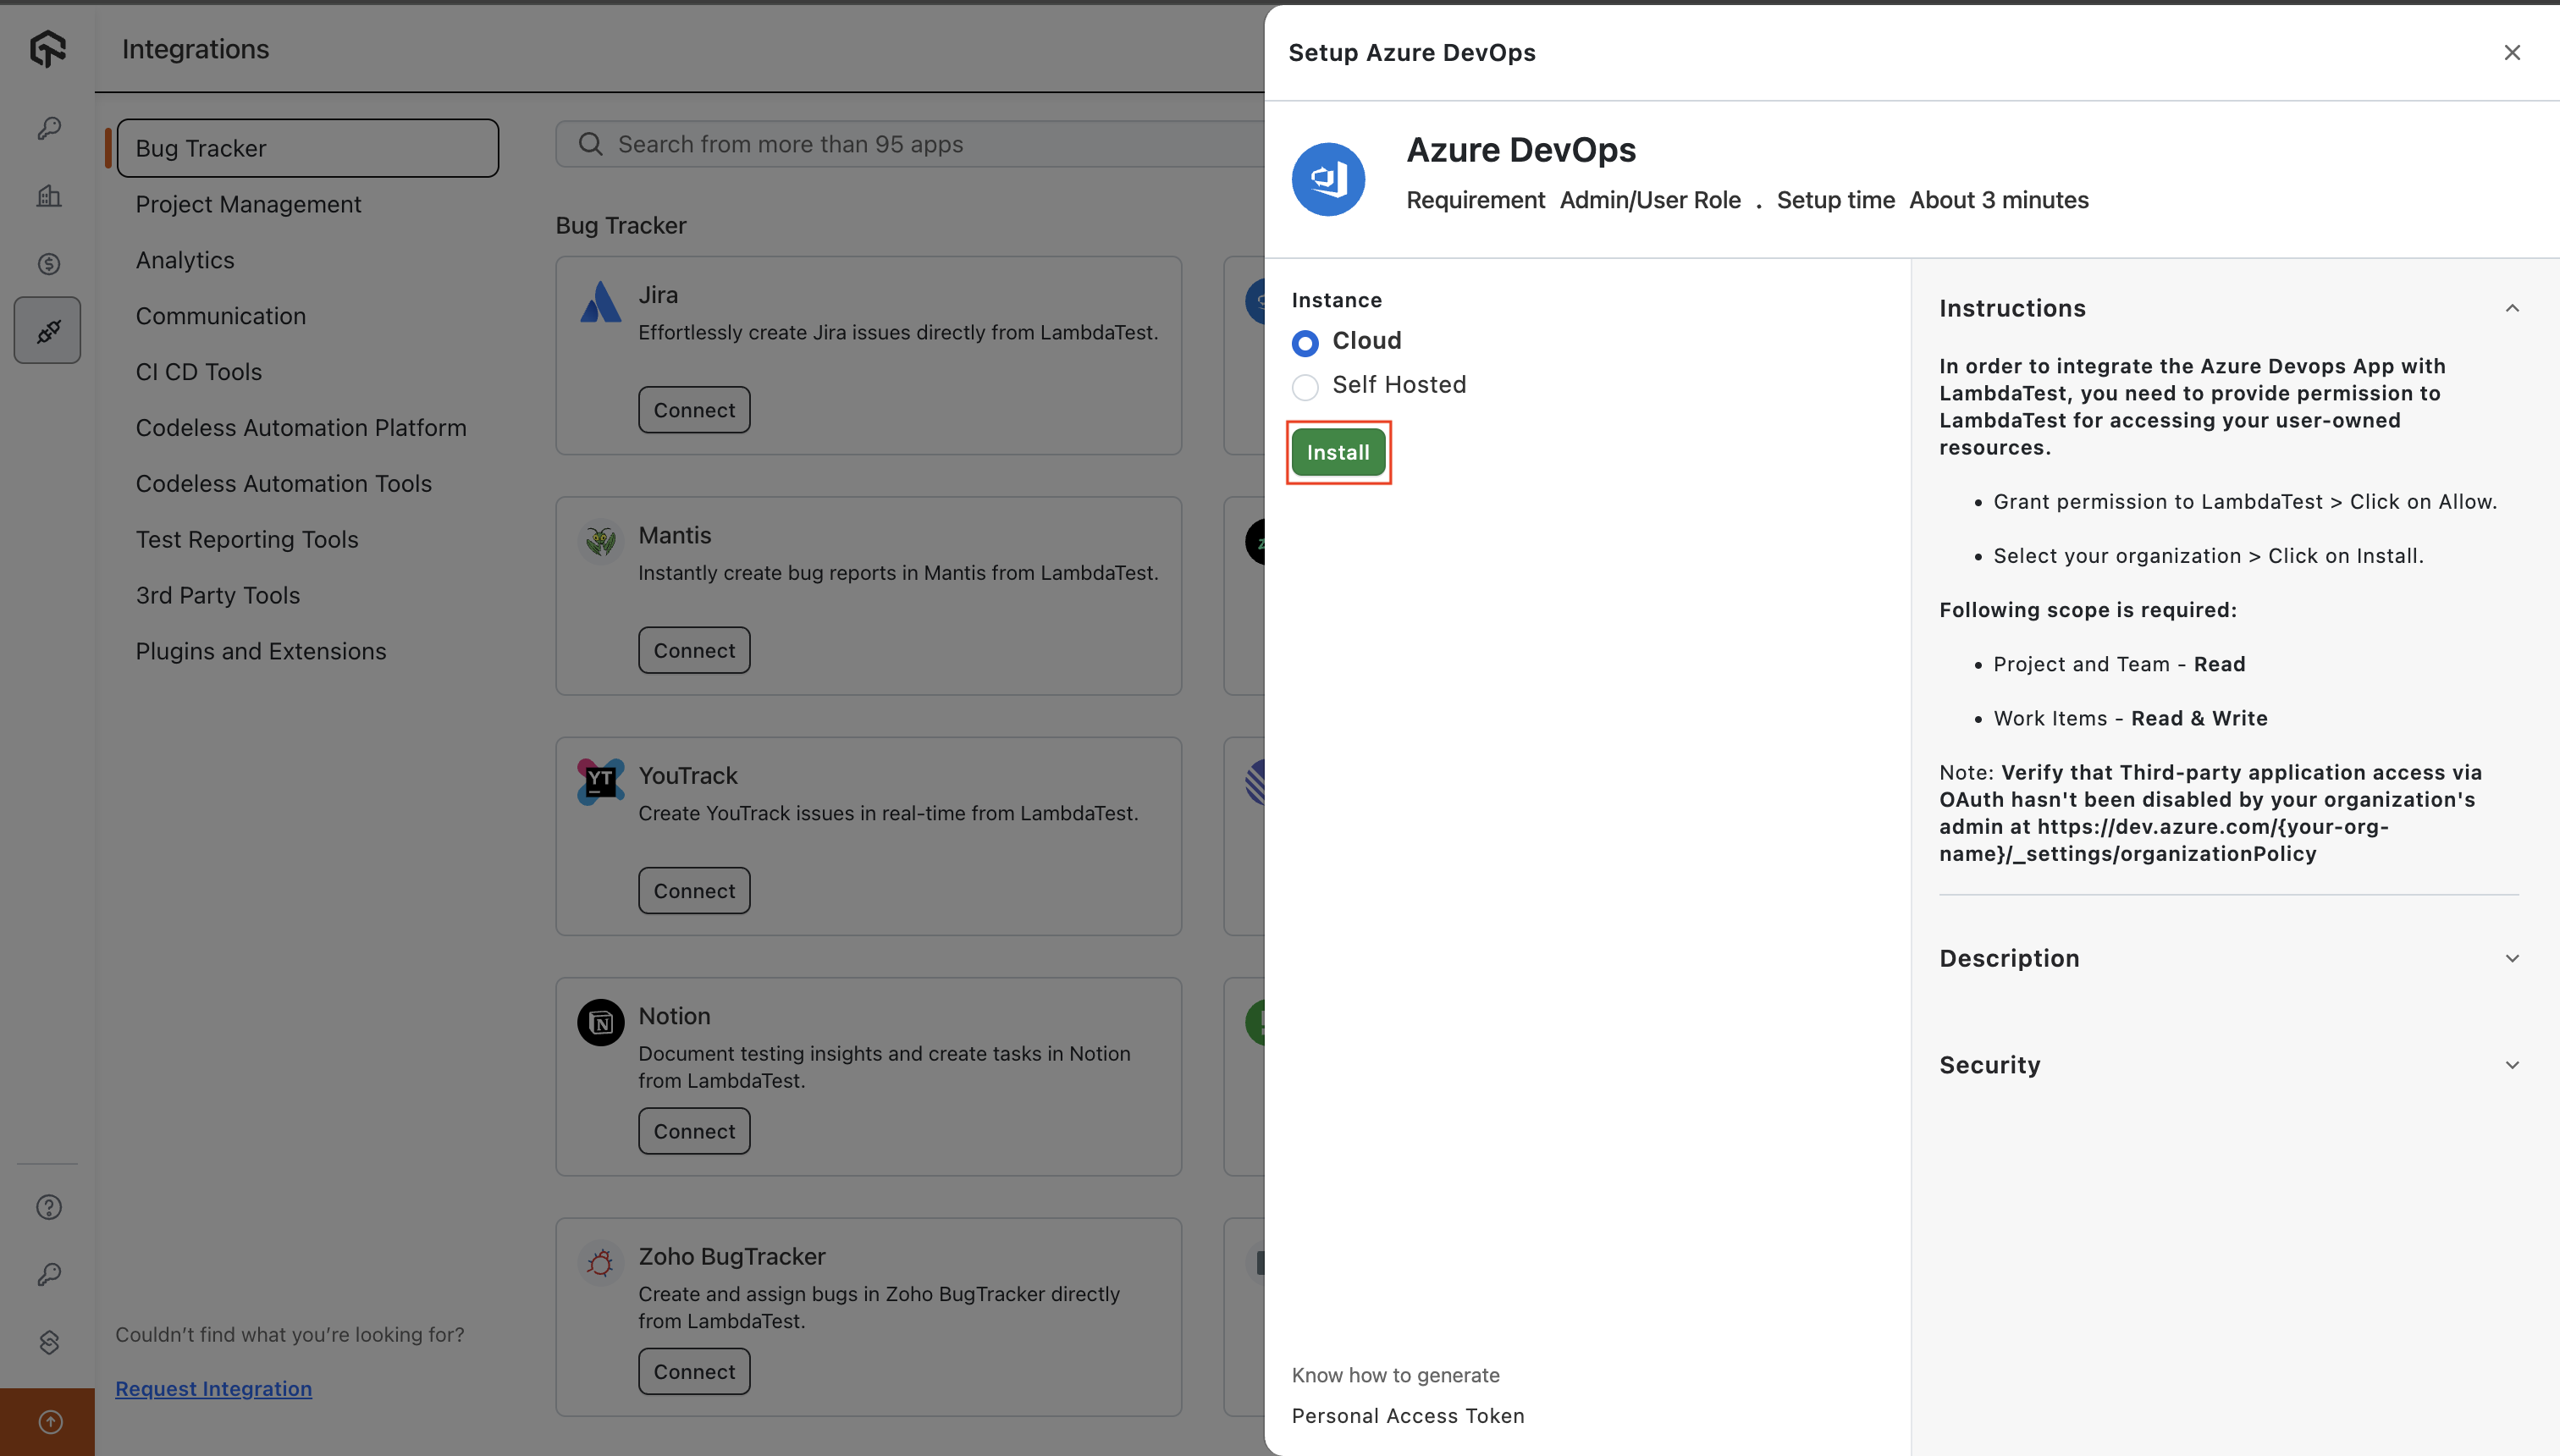 Integrations
Bug Tracker
Project Management
Analytics
Communication
CI CD Tools
Codeless Automation Platform
Codeless Automation Tools
Test Reporting Tools
3rd Party Tools
Plugins and Extensions
Couldn’t find what you’re looking for?
Request Integration
Search from more than 95 apps
Bug Tracker
Jira
Effortlessly create Jira issues directly from LambdaTest.
Connect
Mantis
Instantly create bug reports in Mantis from LambdaTest.
Connect
YT
YouTrack
Create YouTrack issues in real-time from LambdaTest.
Connect
Notion
Document testing insights and create tasks in Notion
from LambdaTest.
Connect
Zoho BugTracker
Create and assign bugs in Zoho BugTracker directly
from LambdaTest.
Connect
Setup Azure DevOps
Azure DevOps
Requirement Admin/User Role . Setup time About 3 minutes
Instance
Cloud
Self Hosted
Install
Know how to generate
Personal Access Token
Instructions
In order to integrate the Azure Devops App with
LambdaTest, you need to provide permission to
LambdaTest for accessing your user-owned
resources.
• Grant permission to LambdaTest > Click on Allow.
• Select your organization > Click on Install.
Following scope is required:
• Project and Team - Read
• Work Items - Read & Write
Note: Verify that Third-party application access via
OAuth hasn't been disabled by your organization's
admin at https://dev.azure.com/{your-org-
name}/_settings/organizationPolicy
Description
Security